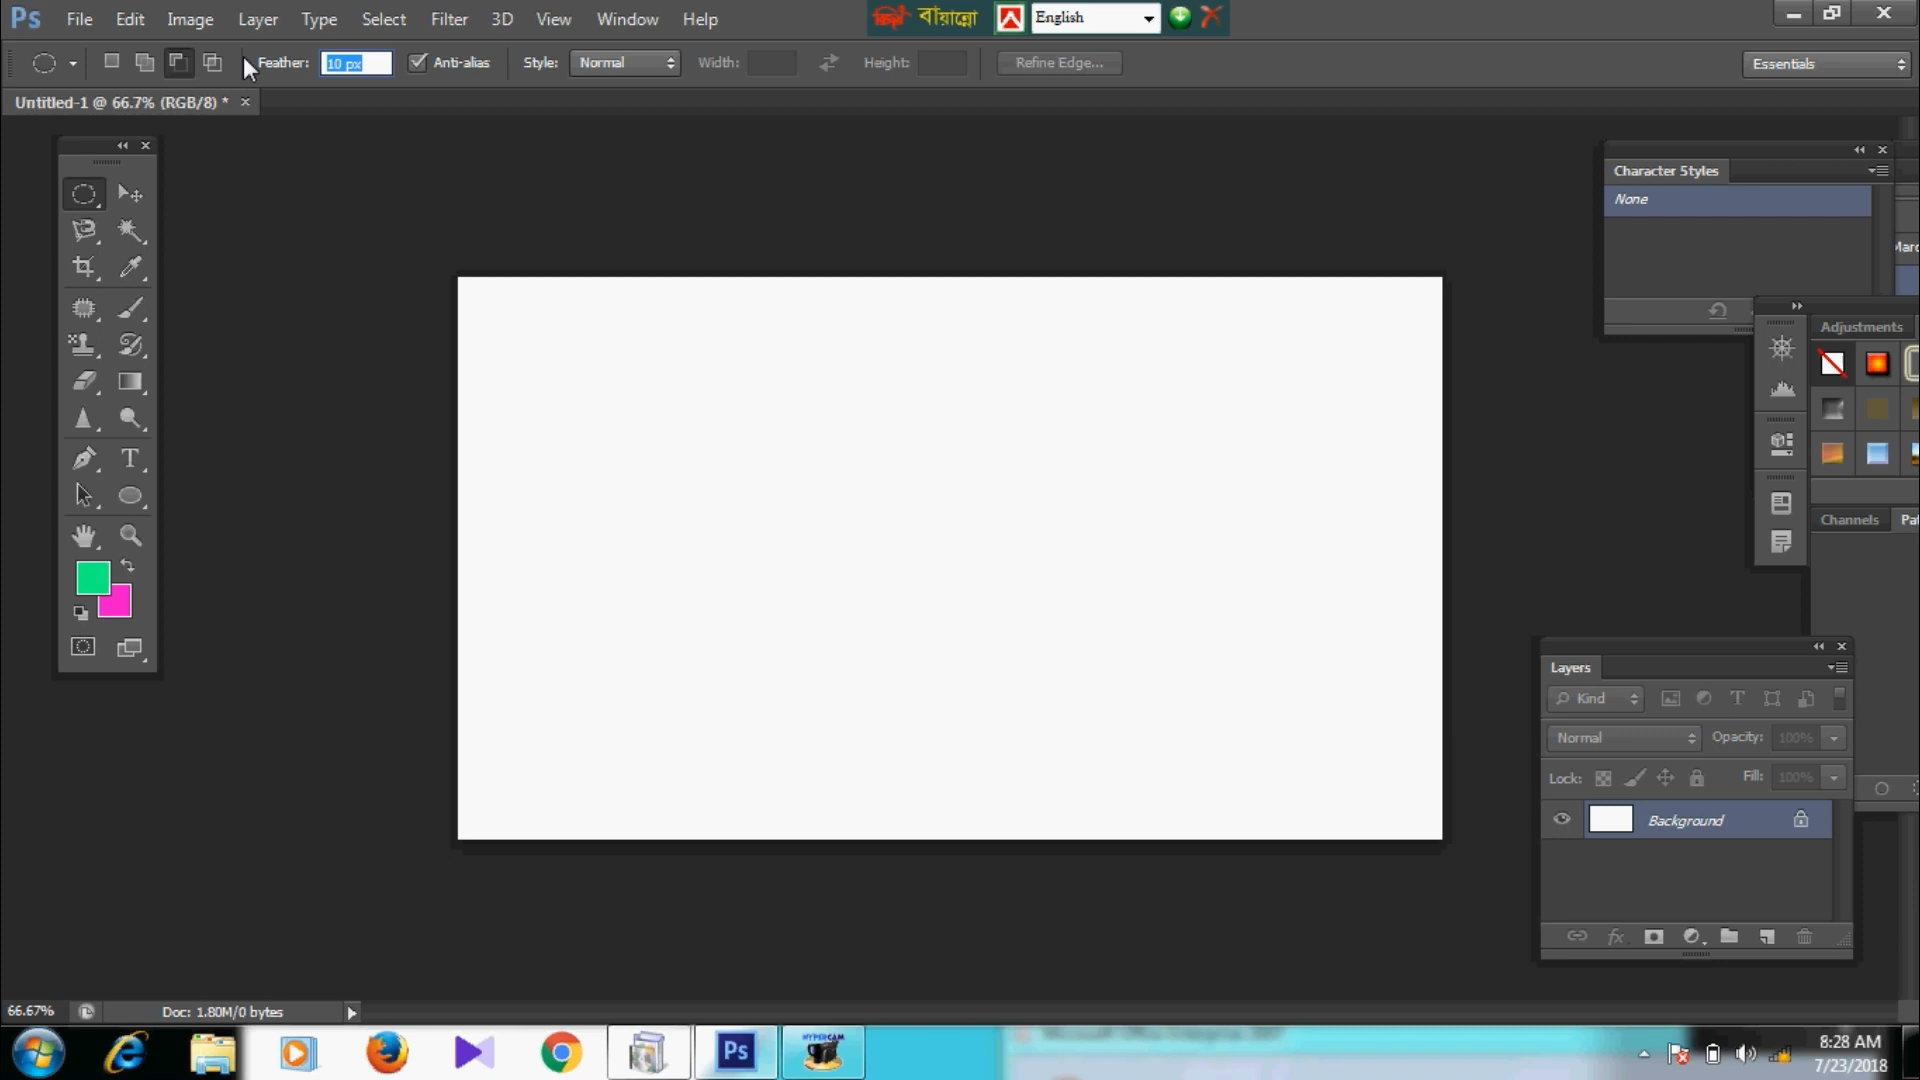 Ps File Edit Image Layer Type Select Filter 3D View Window Help বায়ান্নো English
Feather: 10 px Anti-alias Style: Normal Width: Height: Refine Edge... Essentials
Untitled-1 @ 66.7% (RGB/8) *
Character Styles
None
Adjustments
Channels
Layers
Kind
Normal Opacity: 100%
Lock: Fill: 100%
Background
66.67% Doc: 1.80M/0 bytes
Ps HYPERCAM
8:28 AM
7/23/2018